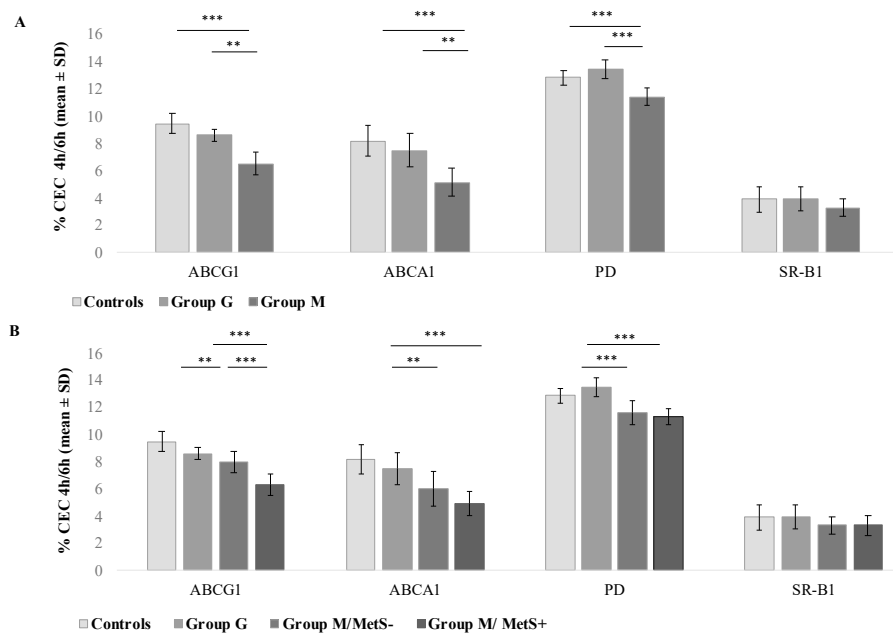 A
*** *** ***
** ** ***
% CEC 4h/6h (mean ± SD)
16
14
12
10
8
6
4
2
0
ABCG1 ABCA1 PD SR-B1
Controls Group G Group M
B
*** *** ***
** *** ** ***
% CEC 4h/6h (mean ± SD)
16
14
12
10
8
6
4
2
0
ABCG1 ABCA1 PD SR-B1
Controls Group G Group M/MetS- Group M/ MetS+